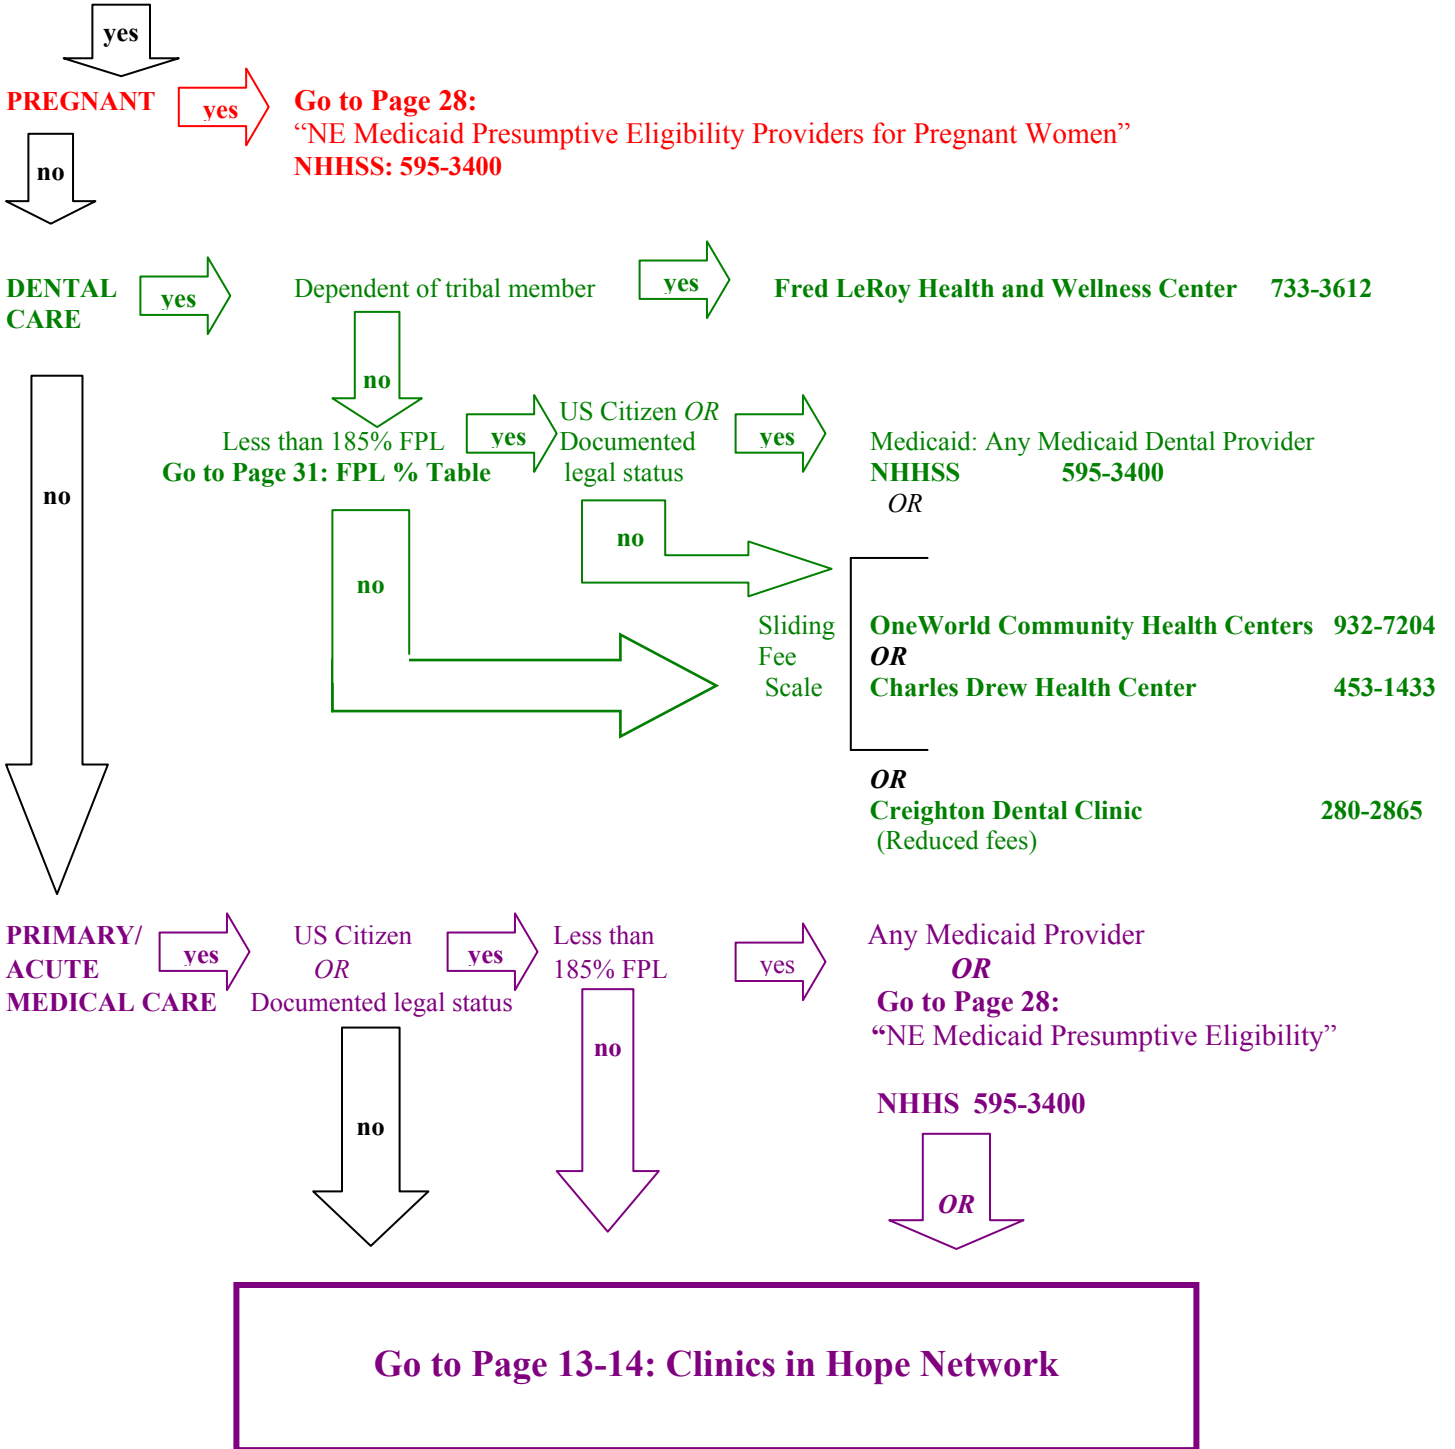 yes
PREGNANT yes Go to Page 28:
“NE Medicaid Presumptive Eligibility Providers for Pregnant Women”
NHHSS: 595-3400
no
DENTAL CARE yes Dependent of tribal member yes Fred LeRoy Health and Wellness Center 733-3612
no
Less than 185% FPL
Go to Page 31: FPL % Table
yes
US Citizen OR
Documented
legal status
yes
Medicaid: Any Medicaid Dental Provider
NHHSS 595-3400
OR
no
no
no
Sliding
Fee
Scale
OneWorld Community Health Centers 932-7204
OR
Charles Drew Health Center 453-1433
OR
Creighton Dental Clinic 280-2865
(Reduced fees)
PRIMARY/
ACUTE
MEDICAL CARE
yes
US Citizen
OR
Documented legal status
yes
Less than
185% FPL
yes
Any Medicaid Provider
OR
Go to Page 28:
“NE Medicaid Presumptive Eligibility”
NHHS 595-3400
no
no
OR
Go to Page 13-14: Clinics in Hope Network